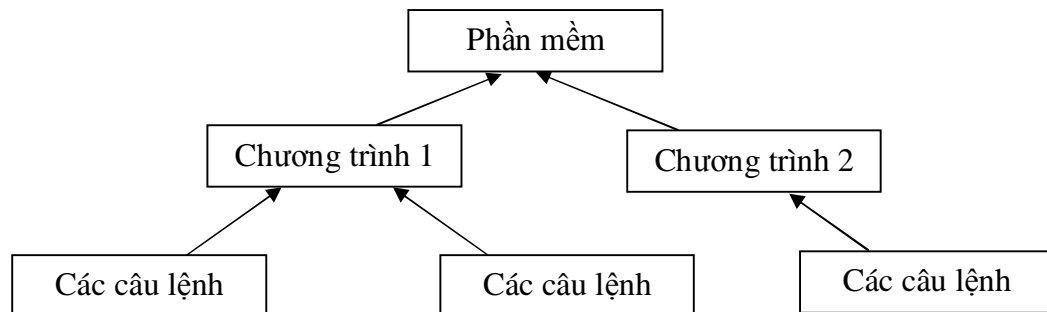 Phần mềm
Chương trình 1
Chương trình 2
Các câu lệnh
Các câu lệnh
Các câu lệnh